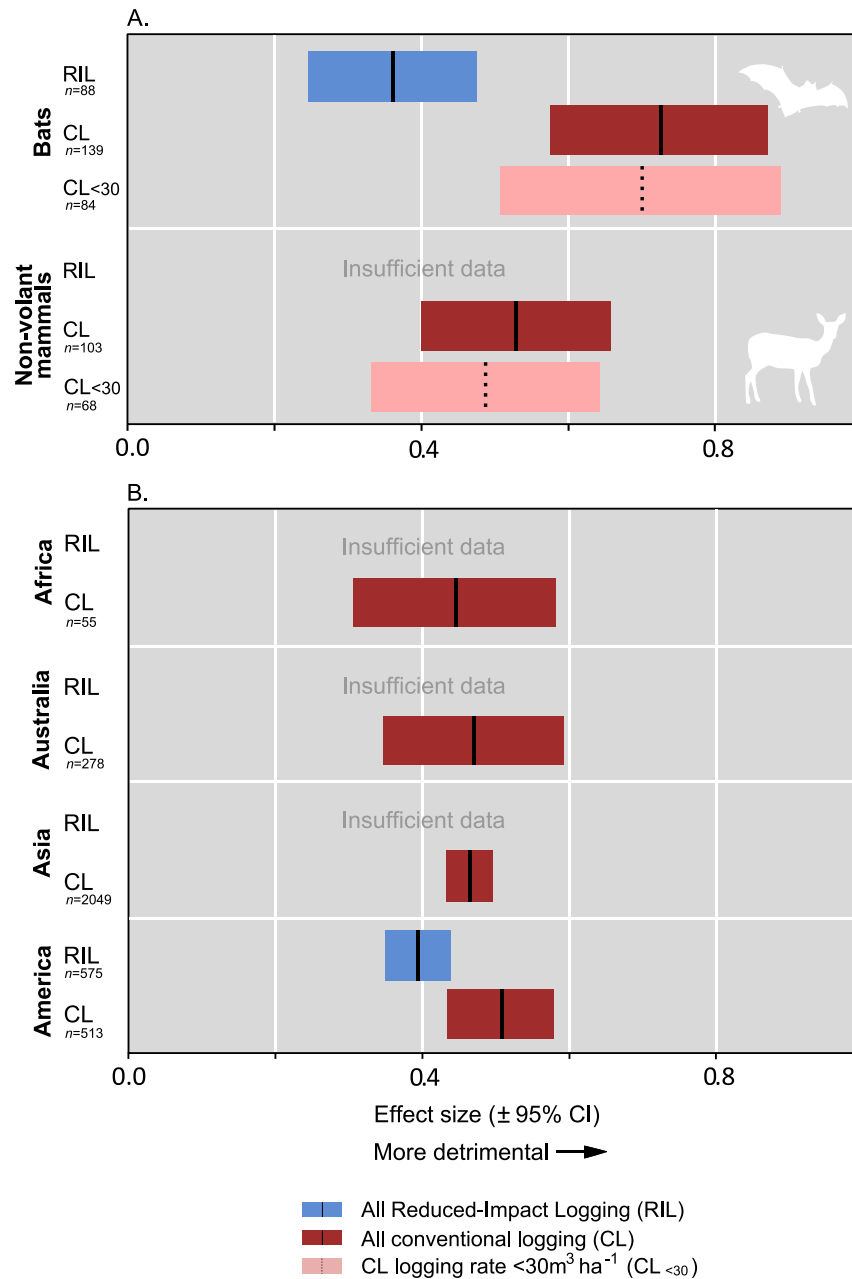 A.
Bats
RIL
n=88
CL
n=139
CL<30
n=84
Non-volant
mammals
RIL
Insufficient data
CL
n=103
CL<30
n=68
0.0 0.4 0.8
B.
Africa
RIL
Insufficient data
CL
n=55
Australia
RIL
Insufficient data
CL
n=278
Asia
RIL
Insufficient data
CL
n=2049
America
RIL
n=575
CL
n=513
0.0 0.4 0.8
Effect size (± 95% CI)
More detrimental
All Reduced-Impact Logging (RIL)
All conventional logging (CL)
CL logging rate <30m³ ha⁻¹ (CL <30)